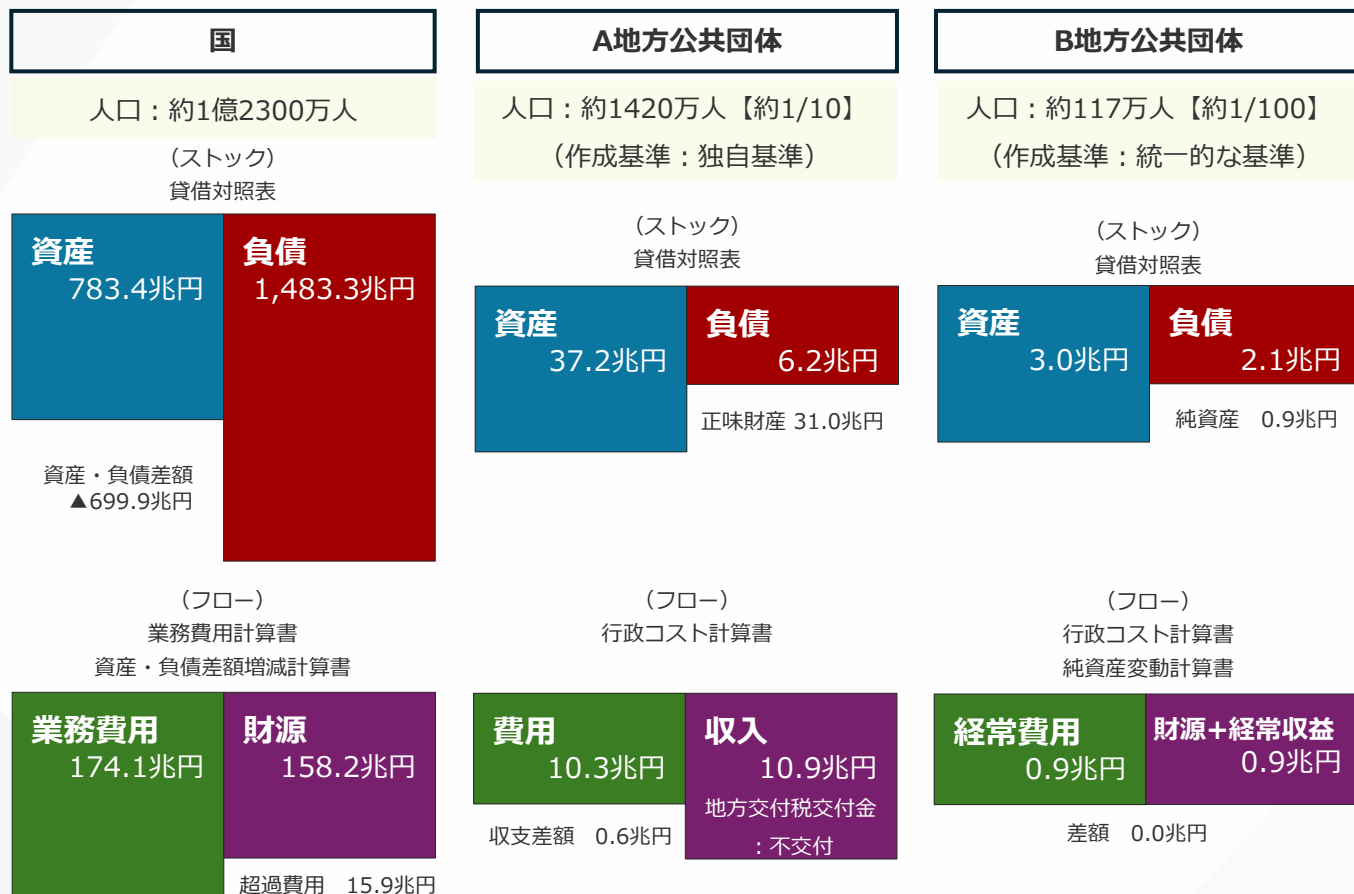 国
人口：約1億2300万人
（ストック）
貸借対照表
資産
783.4兆円
負債
1,483.3兆円
資産・負債差額
▲699.9兆円
（フロー）
業務費用計算書
資産・負債差額増減計算書
業務費用
174.1兆円
財源
158.2兆円
超過費用　15.9兆円
A地方公共団体
人口：約1420万人【約1/10】
（作成基準：独自基準）
（ストック）
貸借対照表
資産
37.2兆円
負債
6.2兆円
正味財産 31.0兆円
（フロー）
行政コスト計算書
費用
10.3兆円
収入
10.9兆円
地方交付税交付金
：不交付
収支差額　0.6兆円
B地方公共団体
人口：約117万人【約1/100】
（作成基準：統一的な基準）
（ストック）
貸借対照表
資産
3.0兆円
負債
2.1兆円
純資産　0.9兆円
（フロー）
行政コスト計算書
純資産変動計算書
経常費用
0.9兆円
財源+経常収益
0.9兆円
差額　0.0兆円